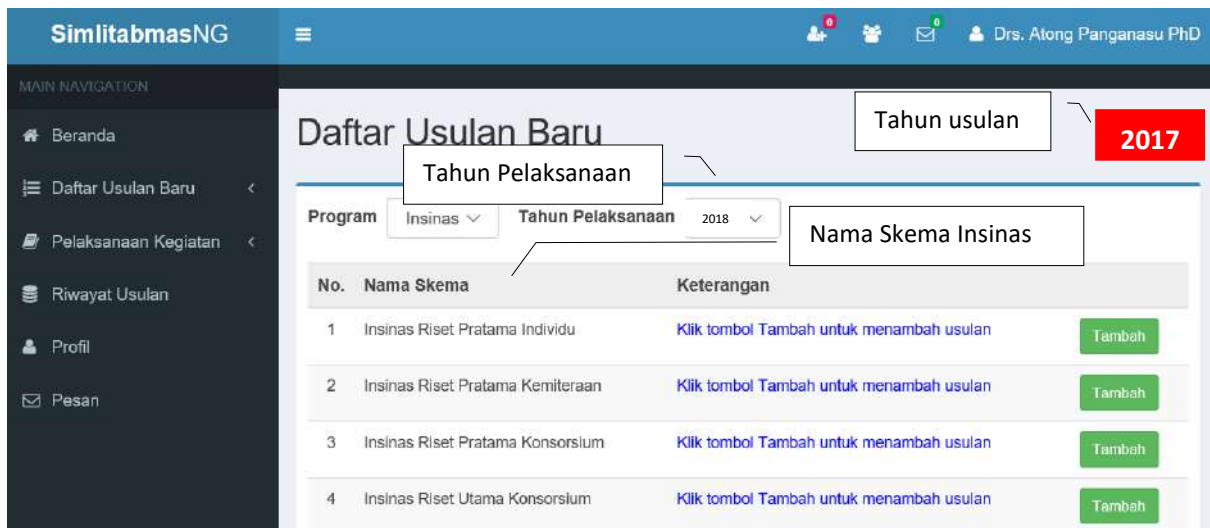 SimlitabmasNG
0
0
Drs. Atong Panganasu PhD
MAIN NAVIGATION
Beranda
Daftar Usulan Baru
Pelaksanaan Kegiatan
Riwayat Usulan
Profil
Pesan
Daftar Usulan Baru
Tahun usulan
2017
Tahun Pelaksanaan
Program Insinas Tahun Pelaksanaan 2018
Nama Skema Insinas
No. Nama Skema Keterangan
1 Insinas Riset Pratama Individu Klik tombol Tambah untuk menambah usulan Tambah
2 Insinas Riset Pratama Kemiteraan Klik tombol Tambah untuk menambah usulan Tambah
3 Insinas Riset Pratama Konsorsium Klik tombol Tambah untuk menambah usulan Tambah
4 Insinas Riset Utama Konsorsium Klik tombol Tambah untuk menambah usulan Tambah